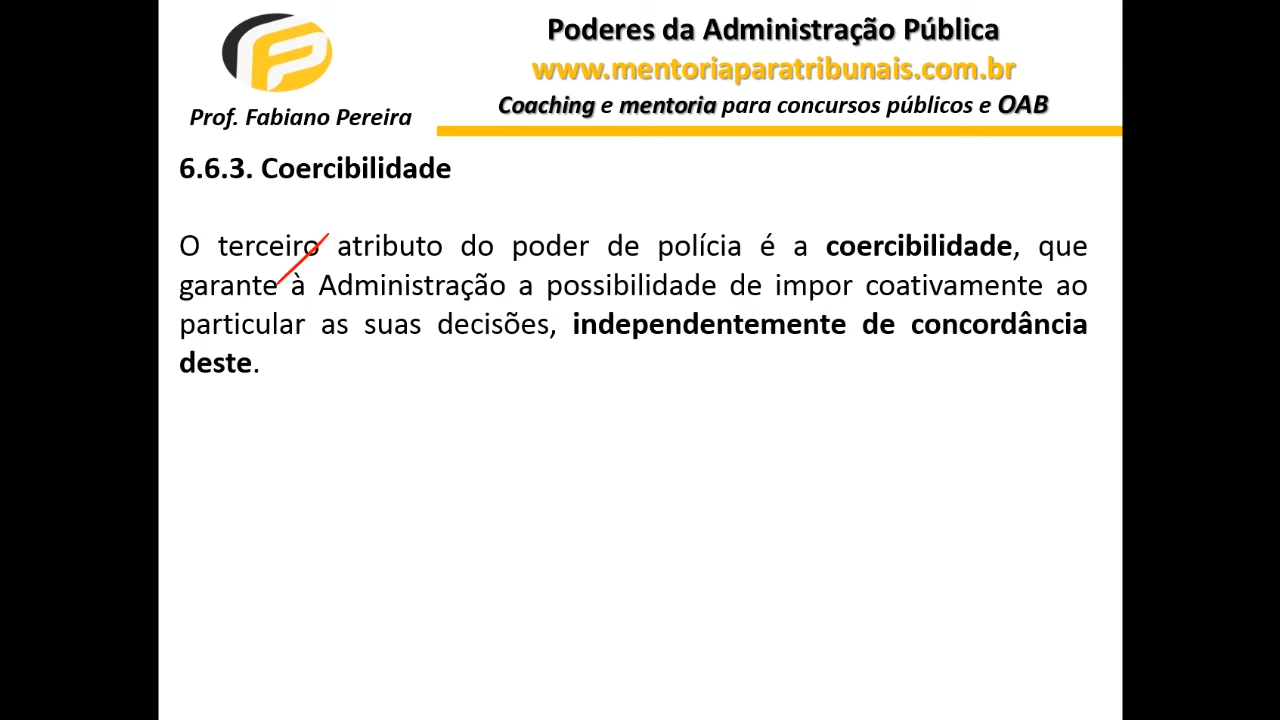 Poderes da Administração Pública
www.mentoriaparatribunais.com.br
Coaching e mentoria para concursos públicos e OAB
Prof. Fabiano Pereira
6.6.3. Coercibilidade
O terceiro atributo do poder de polícia é a coercibilidade, que
garante à Administração a possibilidade de impor coativamente ao
particular as suas decisões, independentemente de concordância
deste.